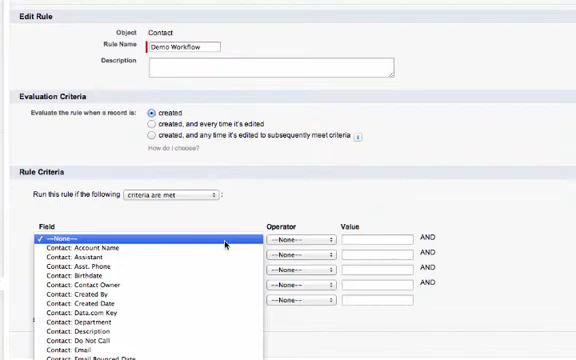 Edit Rule
Object Contact
Rule Name Demo Workflow
Description
Evaluation Criteria
Evaluate the rule when a record is: created
created, and every time it's edited
created, and any time it's edited to subsequently meet criteria i
How do I choose?
Rule Criteria
Run this rule if the following criteria are met :
Field Operator Value
✓ --None-- --None-- AND
Contact: Account Name
Contact: Assistant --None-- AND
Contact: Asst. Phone
Contact: Birthdate --None-- AND
Contact: Contact Owner
Contact: Created By --None-- AND
Contact: Created Date
Contact: Data.com Key
Contact: Department
Contact: Description
Contact: Do Not Call
Contact: Email
Contact: Email Bounced Date